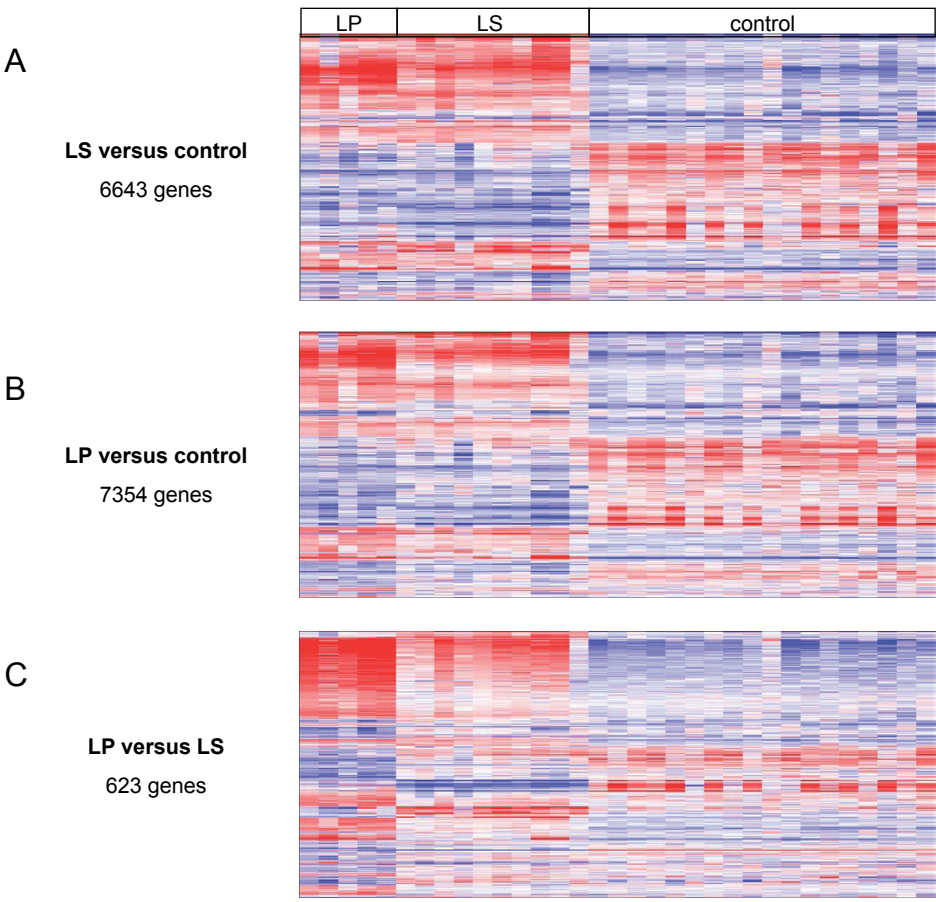 LP LS control
A
LS versus control
6643 genes
B
LP versus control
7354 genes
C
LP versus LS
623 genes